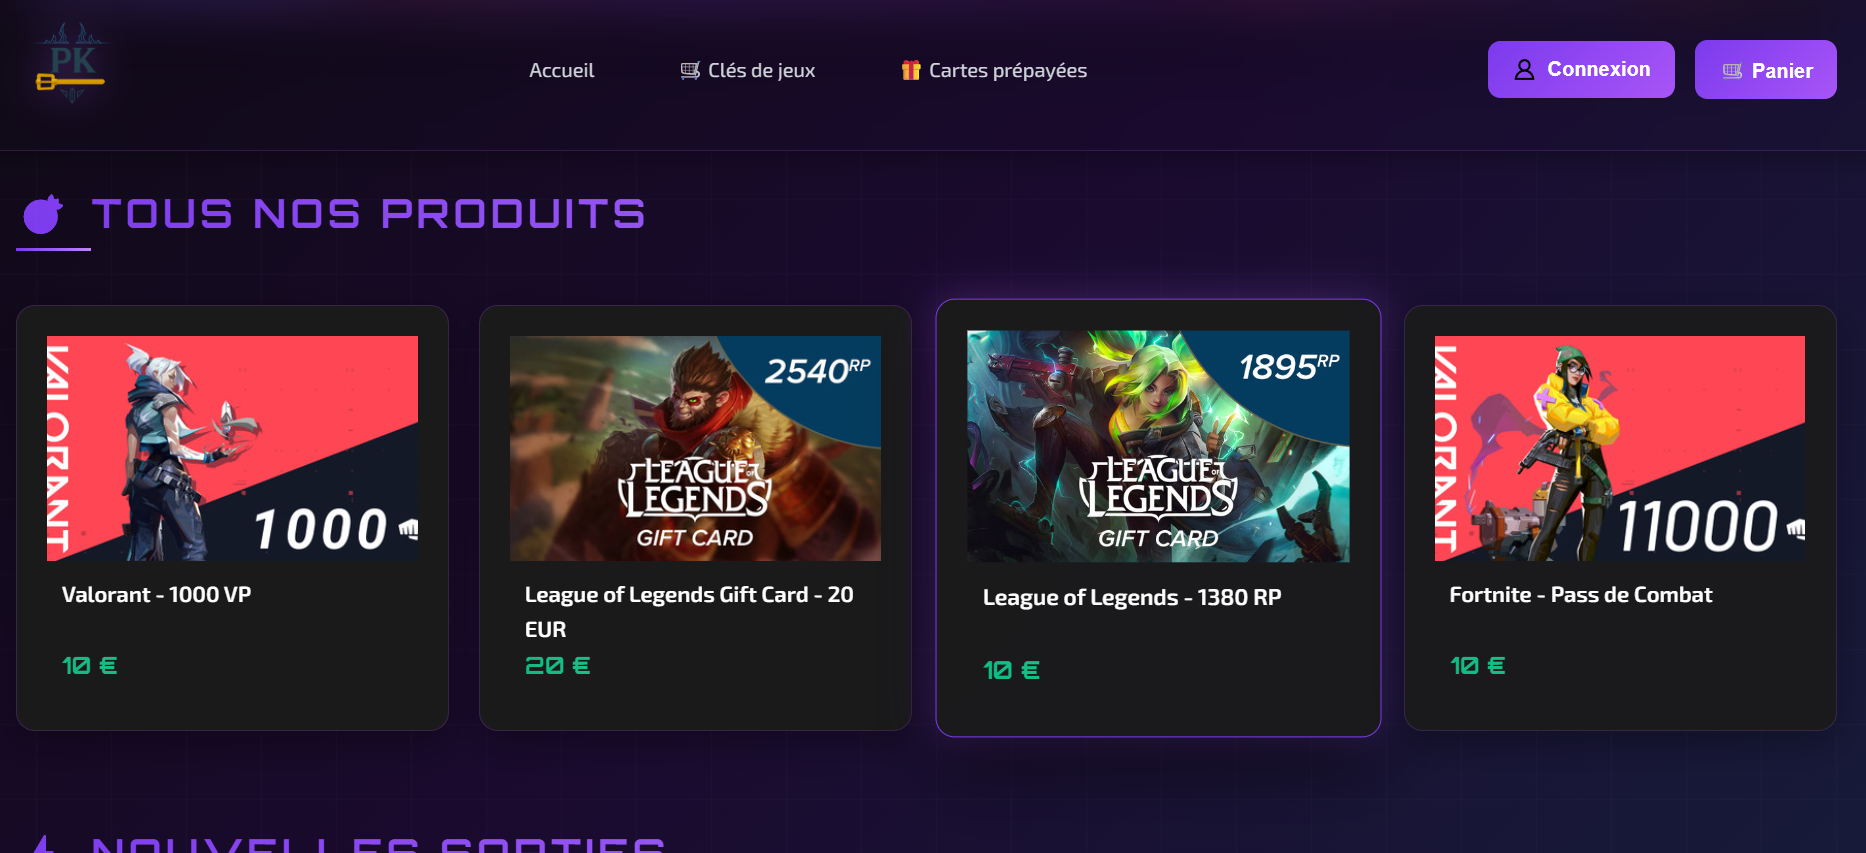 PK
Accueil
Clés de jeux
Cartes prépayées
Connexion
Panier
TOUS NOS PRODUITS
VALORANT
1000
Valorant - 1000 VP
10 €
2540RP
LEAGUE OF
LEGENDS
GIFT CARD
League of Legends Gift Card - 20
EUR
20 €
1895RP
LEAGUE OF
LEGENDS
GIFT CARD
League of Legends - 1380 RP
10 €
VALORANT
11000
Fortnite - Pass de Combat
10 €
NOUVELLES SORTIES